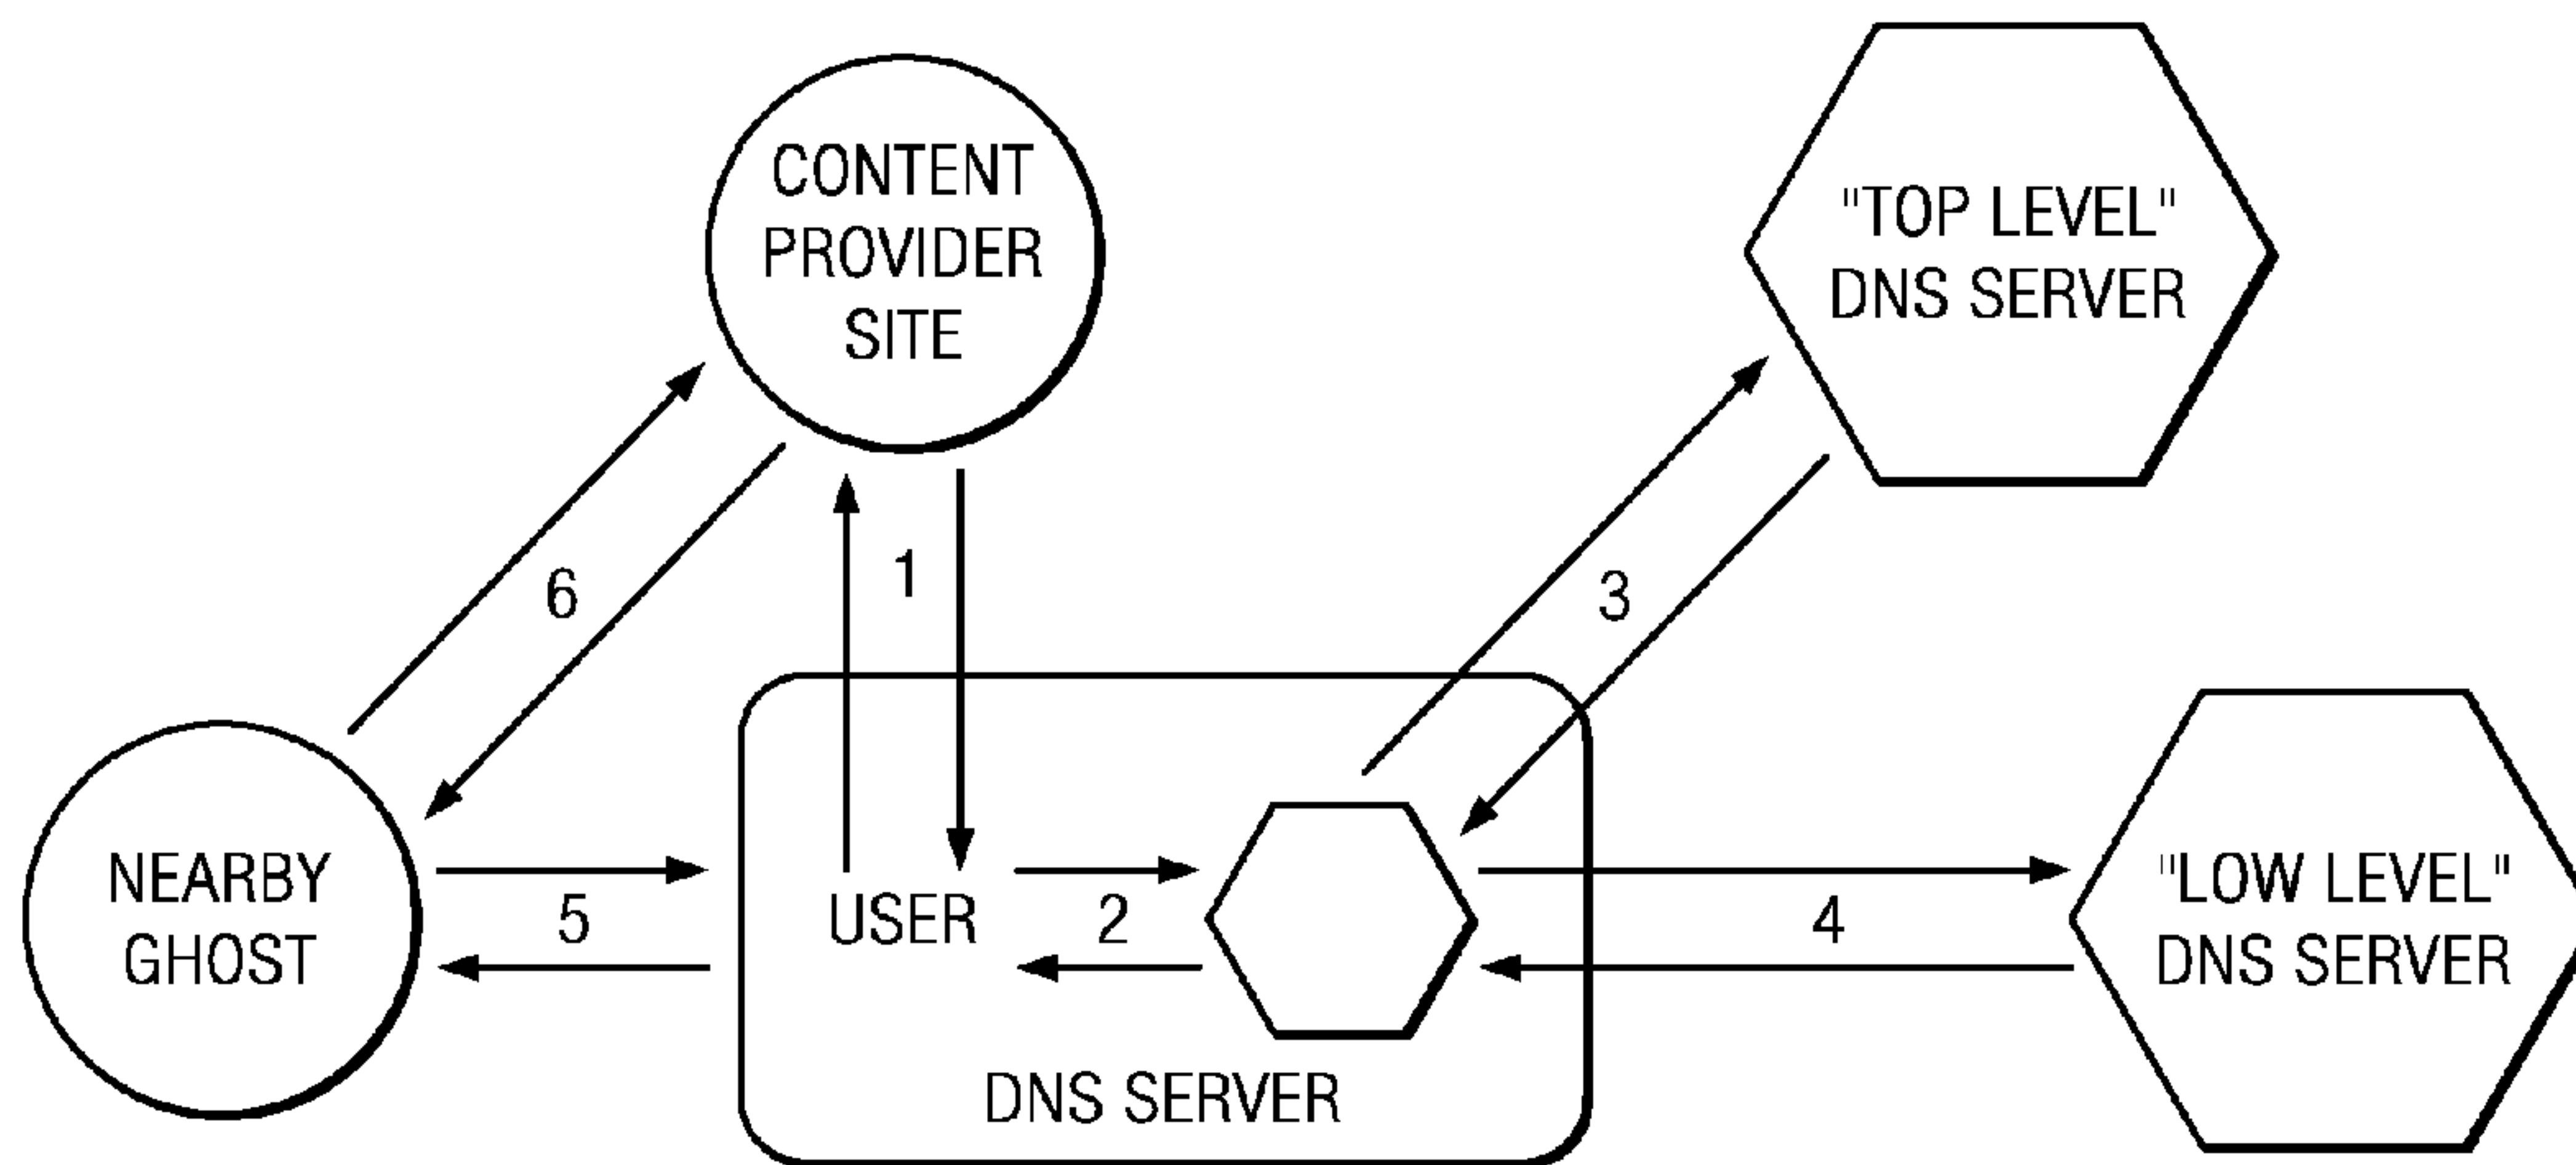 CONTENT
PROVIDER
SITE
"TOP LEVEL"
DNS SERVER
6
1
3
NEARBY
GHOST
5
USER
2
4
"LOW LEVEL"
DNS SERVER
DNS SERVER